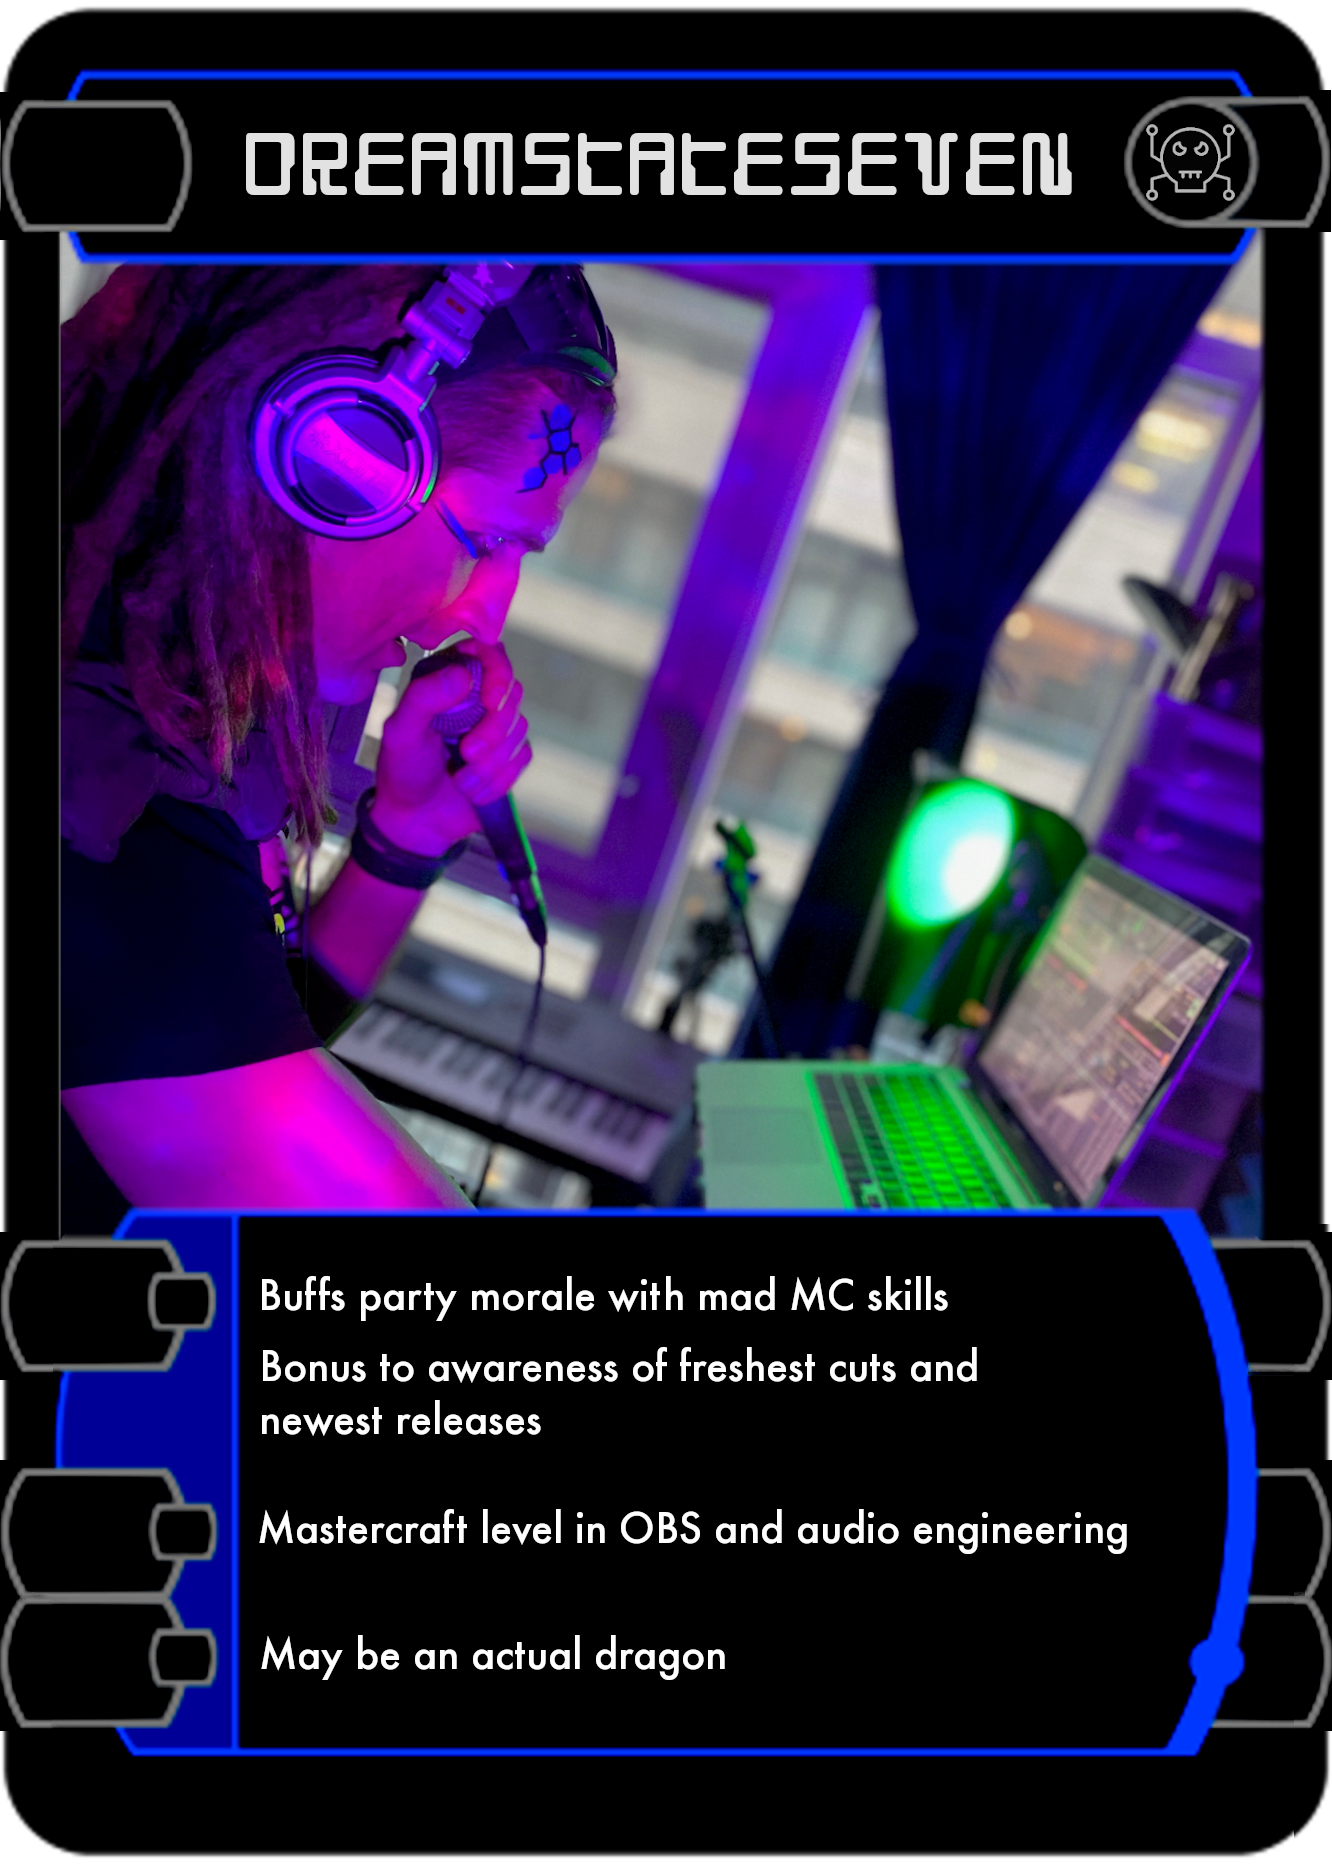 DREAMStAtESEVEN
Buffs party morale with mad MC skills
Bonus to awareness of freshest cuts and
newest releases
Mastercraft level in OBS and audio engineering
May be an actual dragon